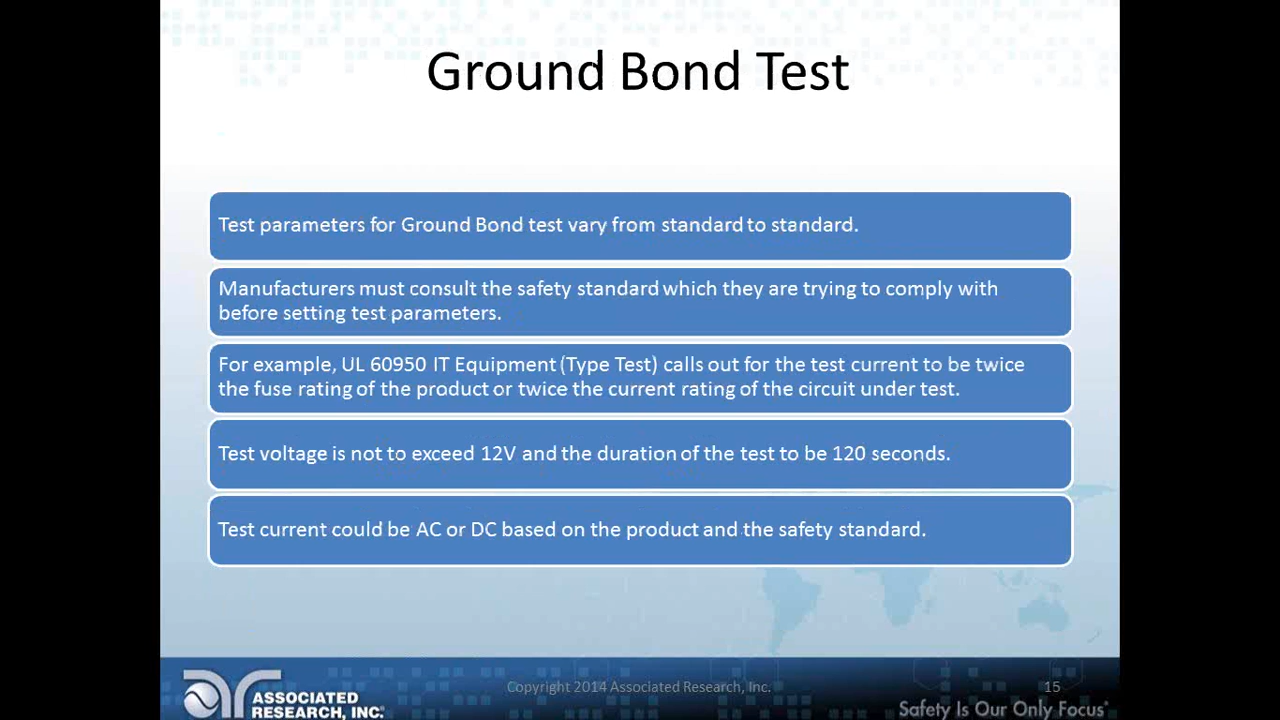 Ground Bond Test
Test parameters for Ground Bond test vary from standard to standard.
Manufacturers must consult the safety standard which they are trying to comply with
before setting test parameters.
For example, UL 60950 IT Equipment (Type Test) calls out for the test current to be twice
the fuse rating of the product or twice the current rating of the circuit under test.
Test voltage is not to exceed 12V and the duration of the test to be 120 seconds.
Test current could be AC or DC based on the product and the safety standard.
ASSOCIATED
RESEARCH, INC.
Copyright 2014 Associated Research, Inc.
15
Safety Is Our Only Focus®